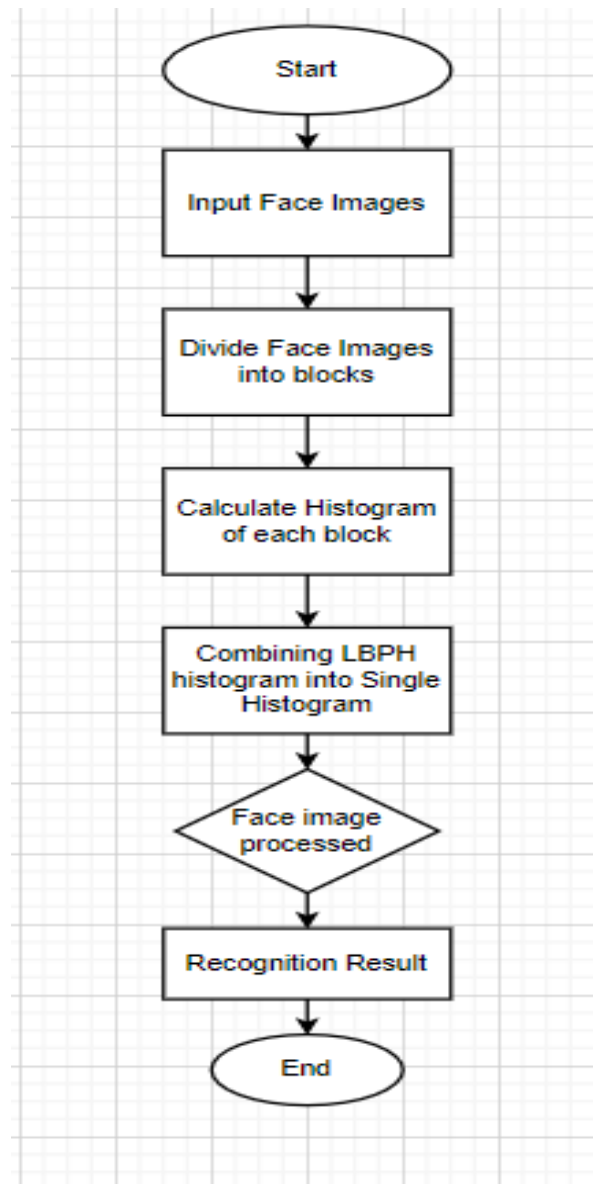 Start
Input Face Images
Divide Face Images
into blocks
Calculate Histogram
of each block
Combining LBPH
histogram into Single
Histogram
Face image
processed
Recognition Result
End